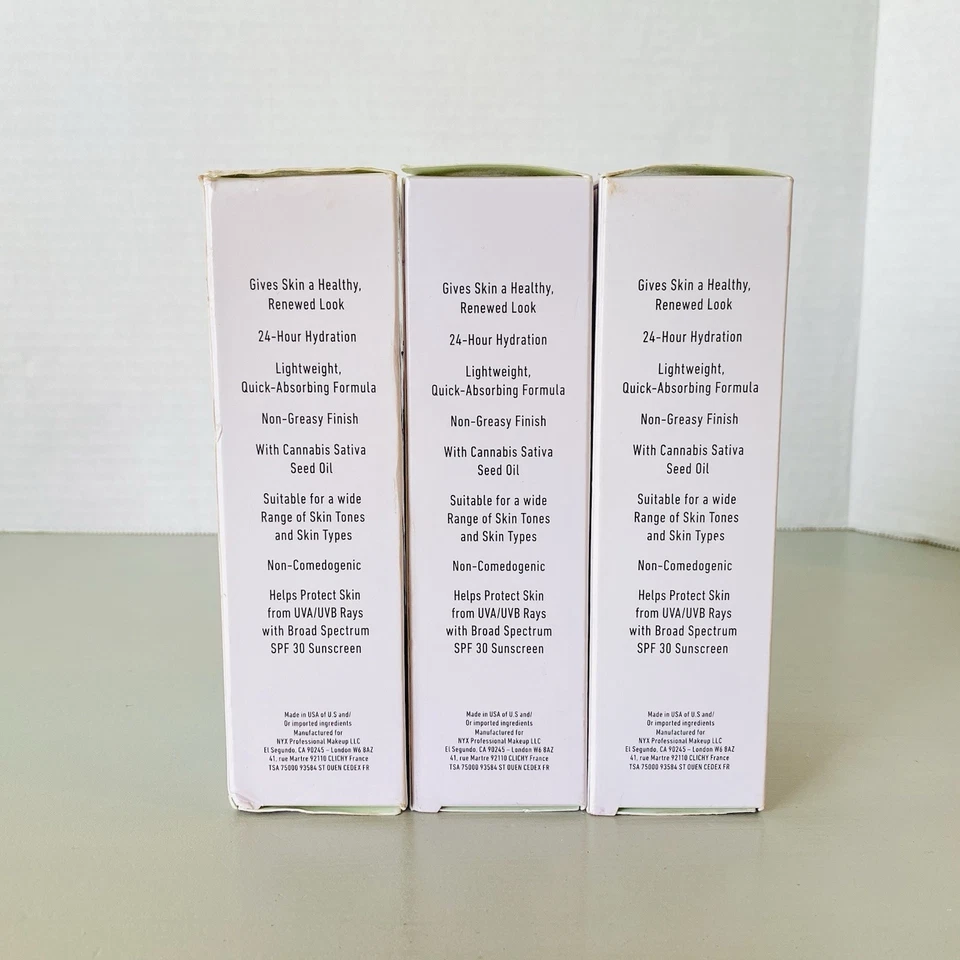 Gives Skin a Healthy,
Renewed Look
24-Hour Hydration
Lightweight,
Quick-Absorbing Formula
Non-Greasy Finish
With Cannabis Sativa
Seed Oil
Suitable for a wide
Range of Skin Tones
and Skin Types
Non-Comedogenic
Helps Protect Skin
from UVA/UVB Rays
with Broad Spectrum
SPF 30 Sunscreen
Made in USA of U.S and/
Or imported ingredients
Manufactured for
NYX Professional Makeup LLC
El Segundo, CA 90245 - London W6 8AZ
41, rue Martre 92110 CLICHY France
TSA 75000 93584 ST OUEN CEDEX FR
Gives Skin a Healthy,
Renewed Look
24-Hour Hydration
Lightweight,
Quick-Absorbing Formula
Non-Greasy Finish
With Cannabis Sativa
Seed Oil
Suitable for a wide
Range of Skin Tones
and Skin Types
Non-Comedogenic
Helps Protect Skin
from UVA/UVB Rays
with Broad Spectrum
SPF 30 Sunscreen
Made in USA of U.S and/
Or imported ingredients
Manufactured for
NYX Professional Makeup LLC
El Segundo, CA 90245 - London W6 8AZ
41, rue Martre 92110 CLICHY France
TSA 75000 93584 ST OUEN CEDEX FR
Gives Skin a Healthy,
Renewed Look
24-Hour Hydration
Lightweight,
Quick-Absorbing Formula
Non-Greasy Finish
With Cannabis Sativa
Seed Oil
Suitable for a wide
Range of Skin Tones
and Skin Types
Non-Comedogenic
Helps Protect Skin
from UVA/UVB Rays
with Broad Spectrum
SPF 30 Sunscreen
Made in USA of U.S and/
Or imported ingredients
Manufactured for
NYX Professional Makeup LLC
El Segundo, CA 90245 - London W6 8AZ
41, rue Martre 92110 CLICHY France
TSA 75000 93584 ST OUEN CEDEX FR